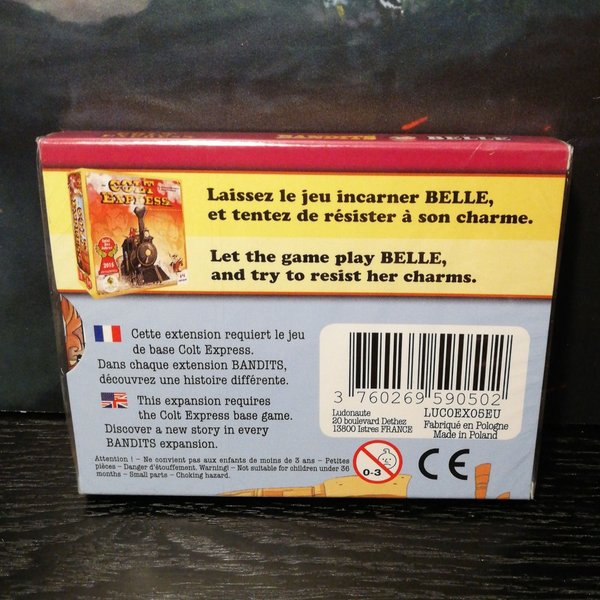 BANDITS BELLE
COLT
EXPRESS
Laissez le jeu incarner BELLE,
et tentez de résister à son charme.
Let the game play BELLE,
and try to resist her charms.
Cette extension requiert le jeu
de base Colt Express.
Dans chaque extension BANDITS,
découvrez une histoire différente.
This expansion requires
the Colt Express base game.
Discover a new story in every
BANDITS expansion.
3 760269 590502
Ludonaute
20 boulevard Dethez
13800 Istres FRANCE
LUCOEX05EU
Fabriqué en Pologne
Made in Poland
Attention ! – Ne convient pas aux enfants de moins de 3 ans – Petites
pièces – Danger d'étouffement. Warning! – Not suitable for children under 36
months – Small parts – Choking hazard.
0-3
CE